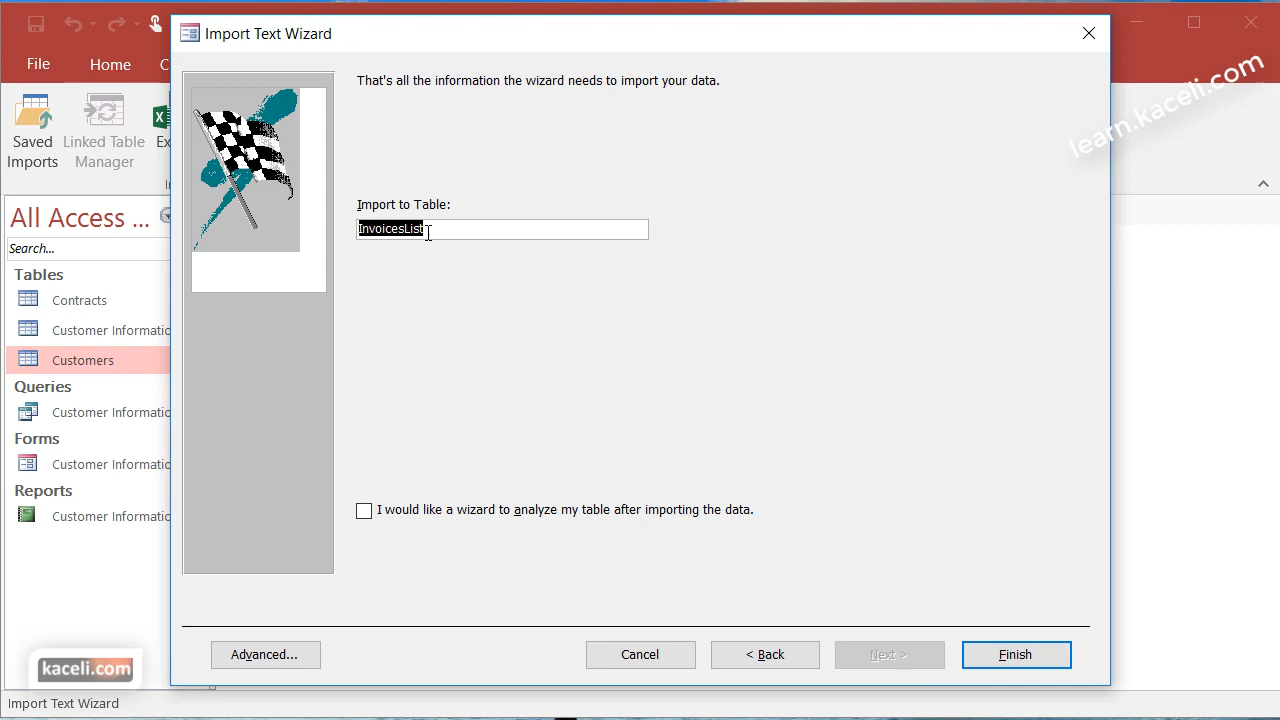 Import Text Wizard
File
Home
C
learn.kaceli.com
Saved
Imports
Linked Table
Manager
Ex
All Access ...
Search...
Tables
Contracts
Customer Informatio
Customers
Queries
Customer Informatio
Forms
Customer Informatio
Reports
Customer Informatio
That's all the information the wizard needs to import your data.
Import to Table:
InvoicesList
I would like a wizard to analyze my table after importing the data.
Advanced...
Cancel
< Back
Next >
Finish
kaceli.com
Import Text Wizard